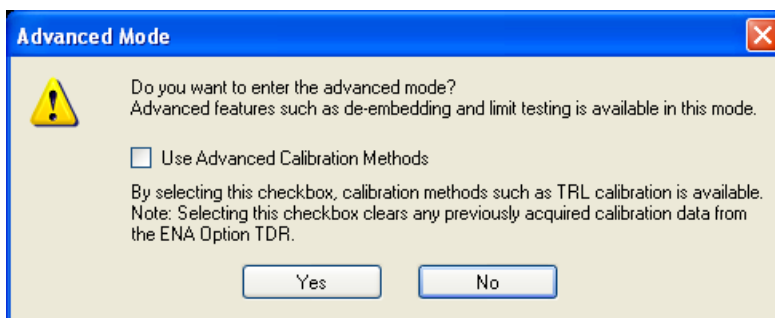 Advanced Mode
Do you want to enter the advanced mode?
Advanced features such as de-embedding and limit testing is available in this mode.
Use Advanced Calibration Methods
By selecting this checkbox, calibration methods such as TRL calibration is available.
Note: Selecting this checkbox clears any previously acquired calibration data from
the ENA Option TDR.
Yes
No